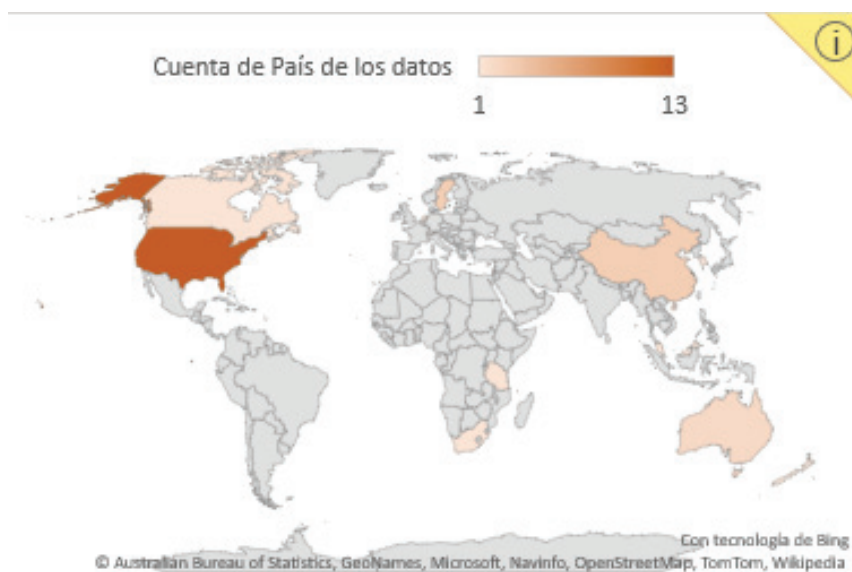 i
Cuenta de País de los datos
1 13
Con tecnología de Bing
© Australian Bureau of Statistics, GeoNames, Microsoft, Navinfo, OpenStreetMap, TomTom, Wikipedia